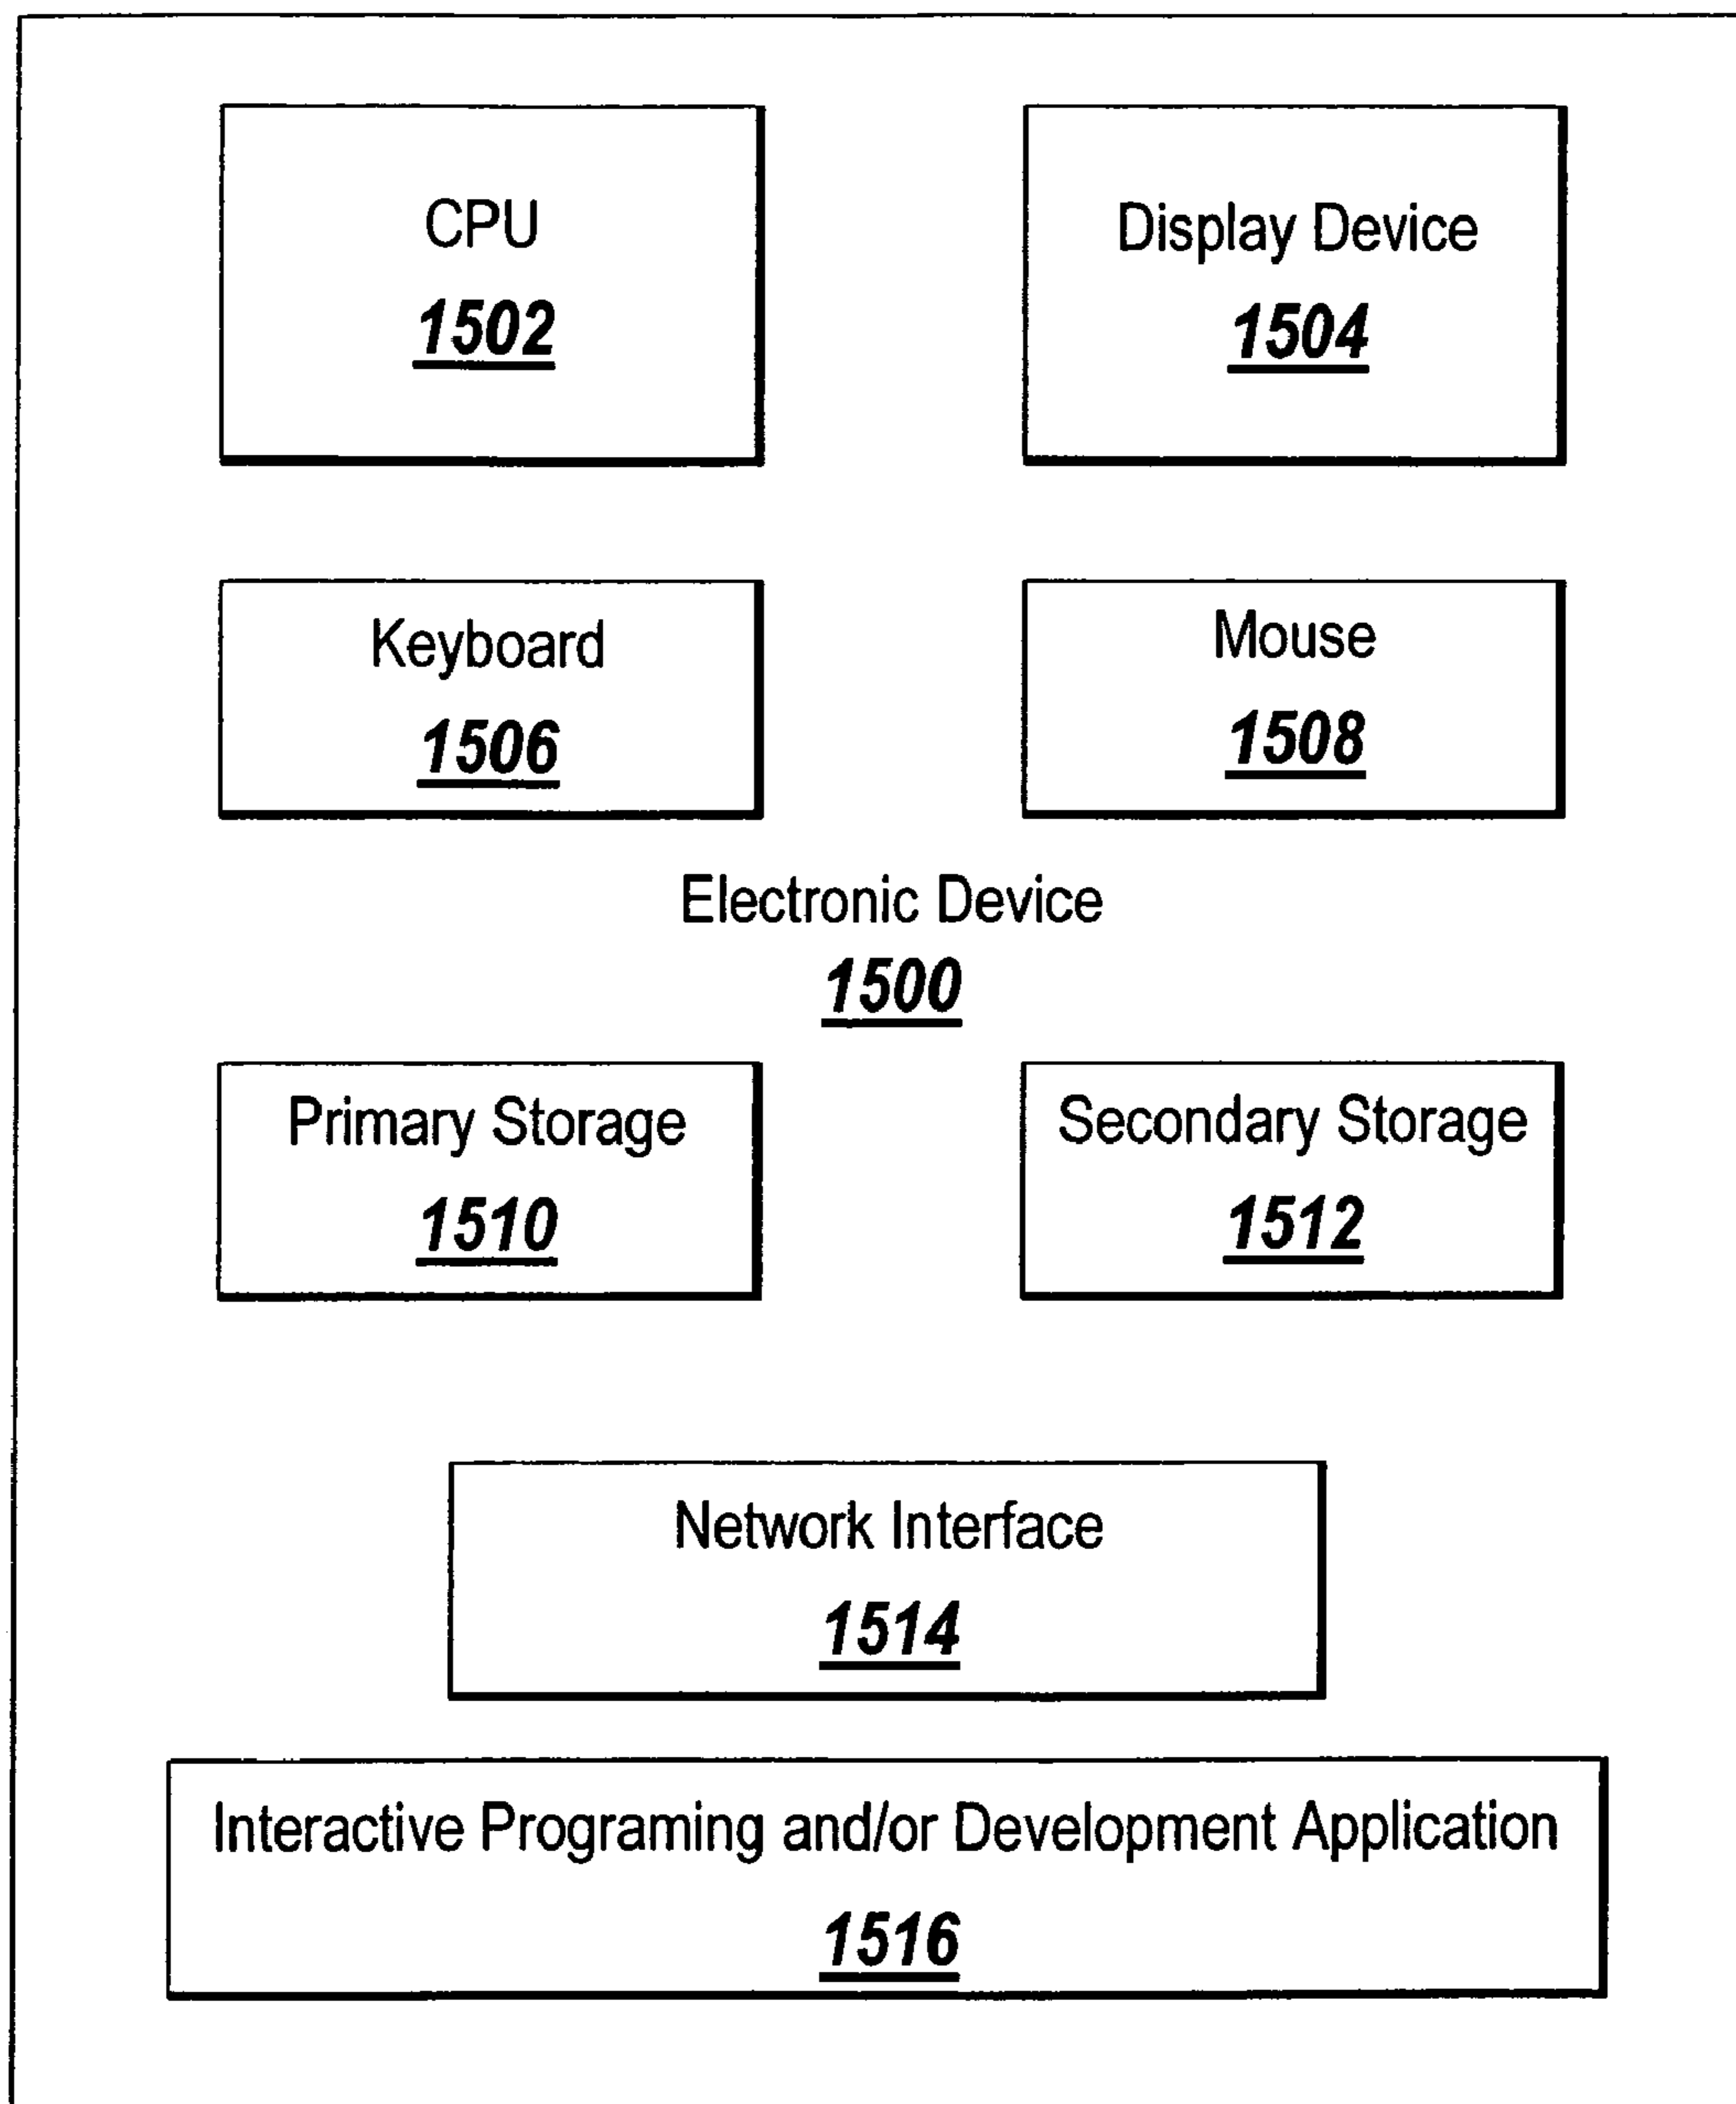 CPU
1502
Display Device
1504
Keyboard
1506
Mouse
1508
Electronic Device
1500
Primary Storage
1510
Secondary Storage
1512
Network Interface
1514
Interactive Programing and/or Development Application
1516